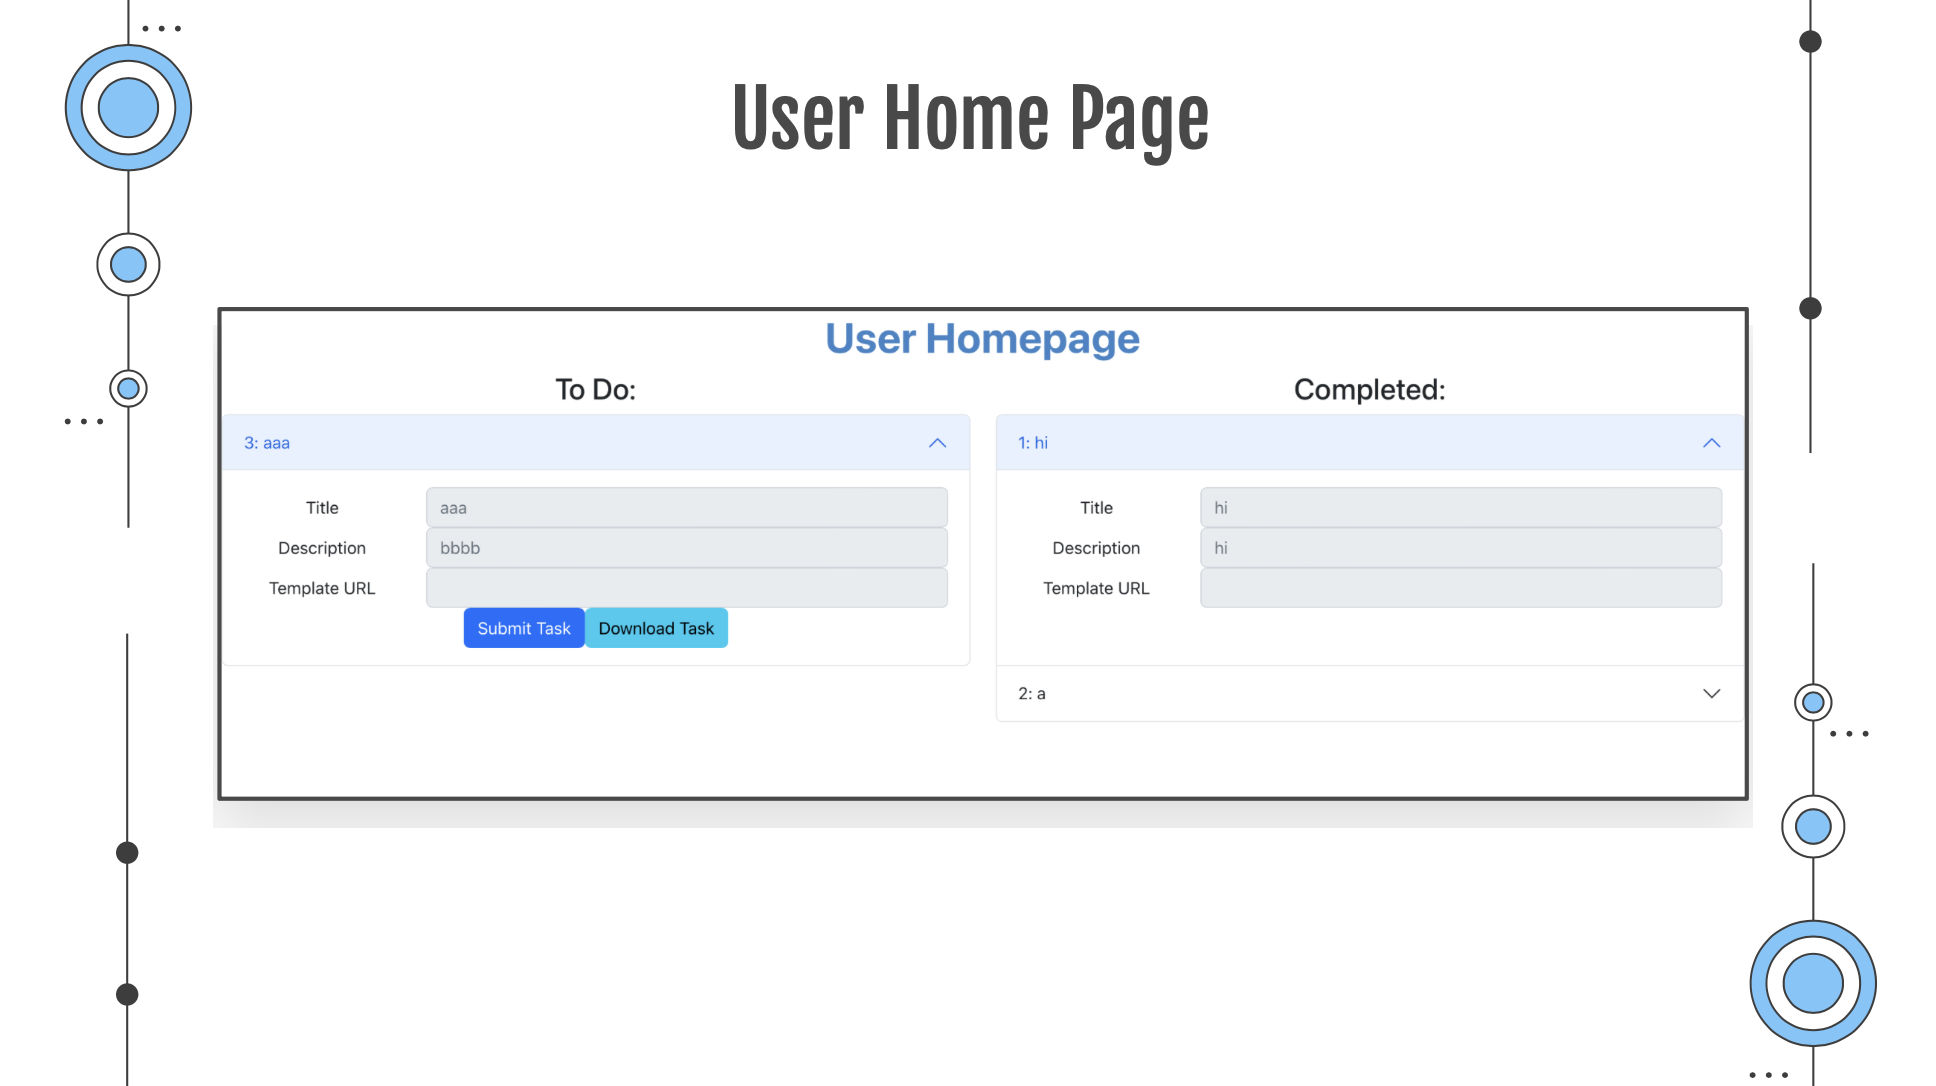 User Home Page
User Homepage
To Do:
3: aaa
Title
aaa
Description
bbbb
Template URL
Submit Task
Download Task
Completed:
1: hi
Title
hi
Description
hi
Template URL
2: a